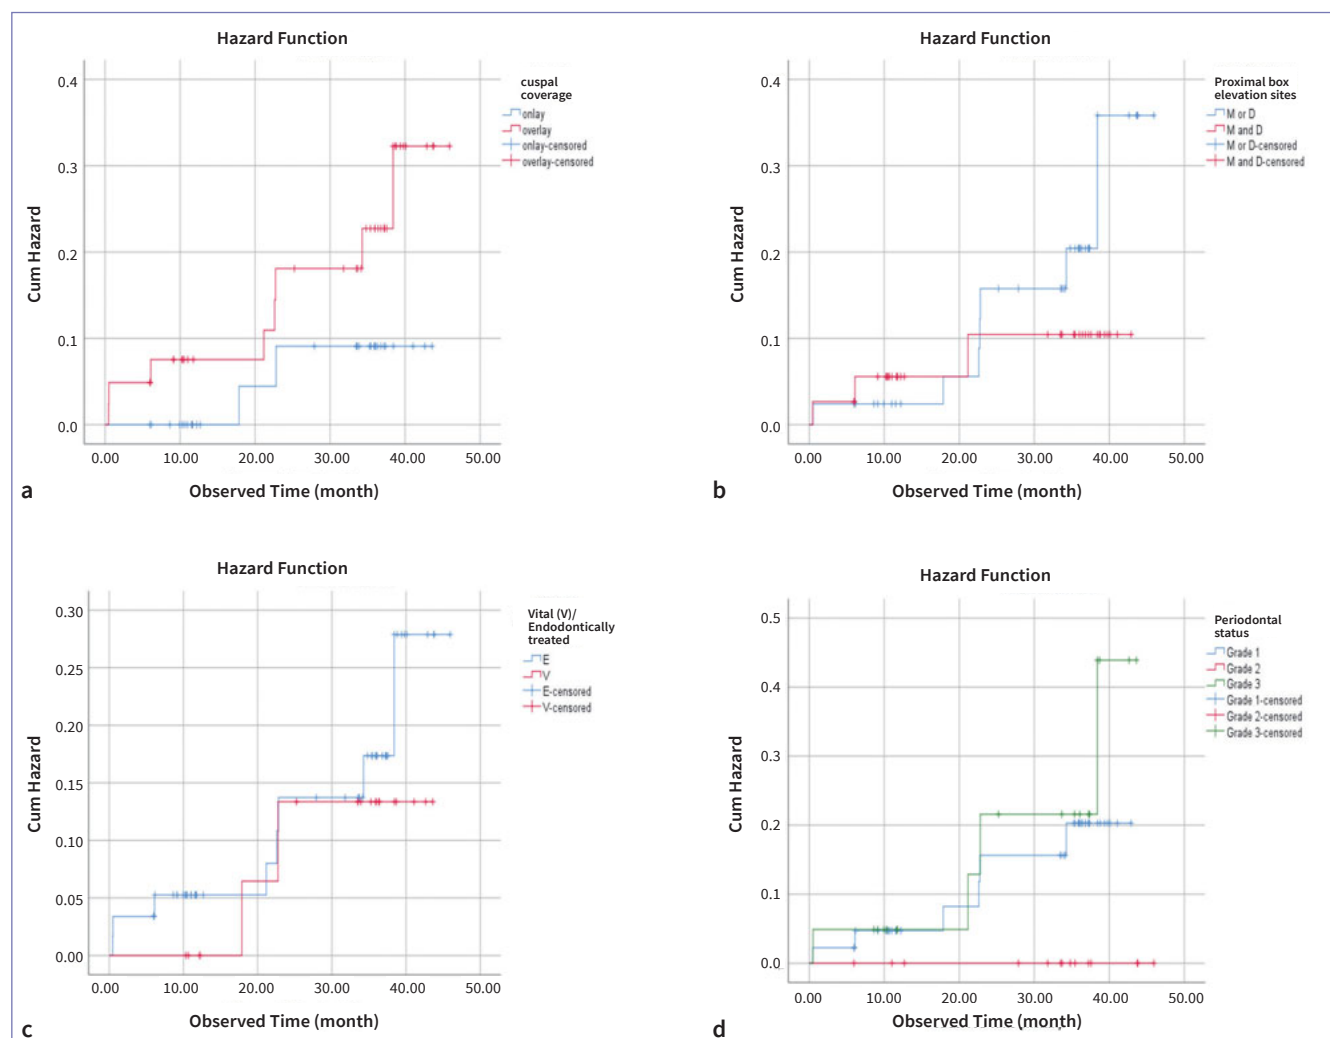 Hazard Function
0.4
0.3
0.2
0.1
0.0
Cum Hazard
0.00 10.00 20.00 30.00 40.00 50.00
Observed Time (month)
cuspal
coverage
onlay
overlay
onlay-censored
overlay-censored
a
Hazard Function
0.4
0.3
0.2
0.1
0.0
Cum Hazard
0.00 10.00 20.00 30.00 40.00 50.00
Observed Time (month)
Proximal box
elevation sites
M or D
M and D
M or D-censored
M and D-censored
b
Hazard Function
0.30
0.25
0.20
0.15
0.10
0.05
0.00
Cum Hazard
0.00 10.00 20.00 30.00 40.00 50.00
Observed Time (month)
Vital (V)/
Endodontically
treated
E
V
E-censored
V-censored
c
Hazard Function
0.5
0.4
0.3
0.2
0.1
0.0
Cum Hazard
0.00 10.00 20.00 30.00 40.00 50.00
Observed Time (month)
Periodontal
status
Grade 1
Grade 2
Grade 3
Grade 1-censored
Grade 2-censored
Grade 3-censored
d